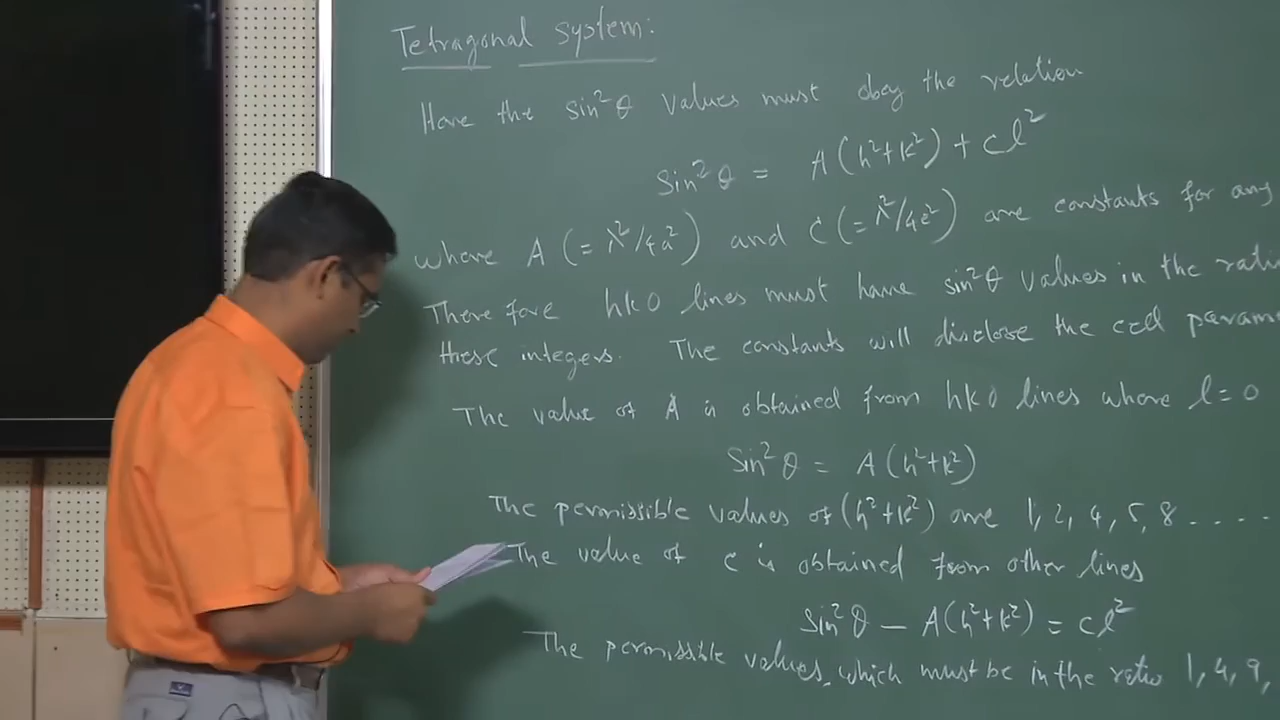 Tetragonal System:
Here the sin²θ values must obey the relation
Sin²θ = A(h²+k²) + Cl²
where A (= λ²/4a²) and C (= λ²/4c²) are constants for any
Therefore hk0 lines must have sin²θ values in the ratio
these integers. The constants will disclose the cell param
The value of A is obtained from hk0 lines where l=0
Sin²θ = A(h²+k²)
The permissible values of (h²+k²) are 1, 2, 4, 5, 8 .....
The value of C is obtained from other lines
Sin²θ – A(h²+k²) = Cl²
The permissible values, which must be in the ratio 1, 4, 9,